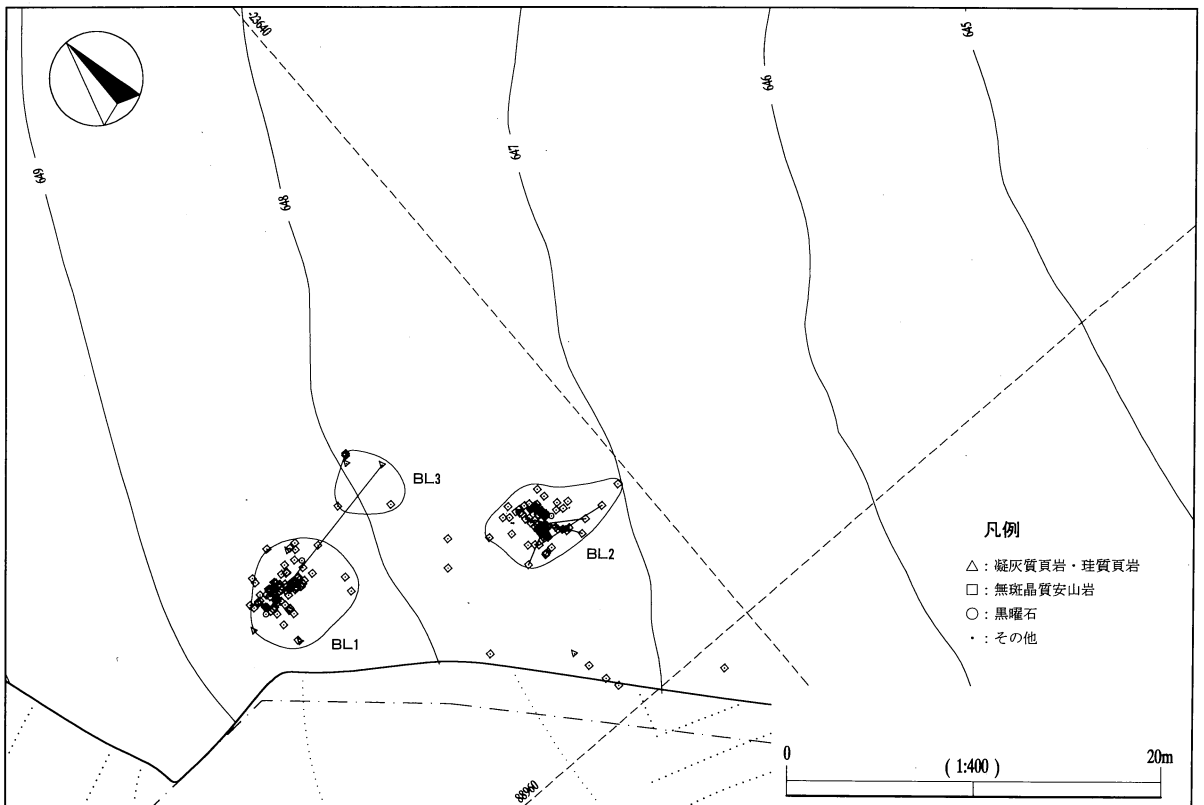 -23640
649
648
647
646
645
BL3
BL2
BL1
凡例
△：凝灰質頁岩・珪質頁岩
□：無斑晶質安山岩
○：黒曜石
・：その他
0
(1:400)
20m
88960